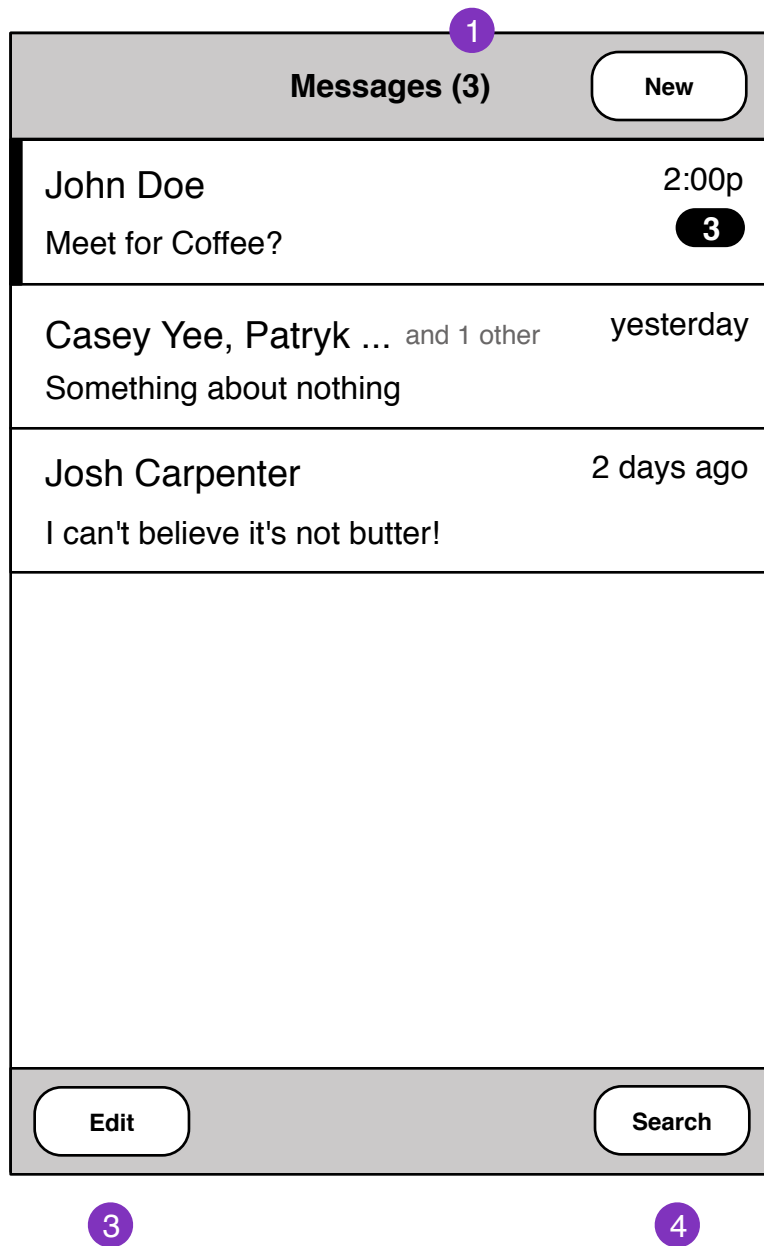 1
Messages (3) New
John Doe 2:00p
Meet for Coffee? 3
Casey Yee, Patryk ... and 1 other yesterday
Something about nothing
Josh Carpenter 2 days ago
I can't believe it's not butter!
Edit Search
3 4